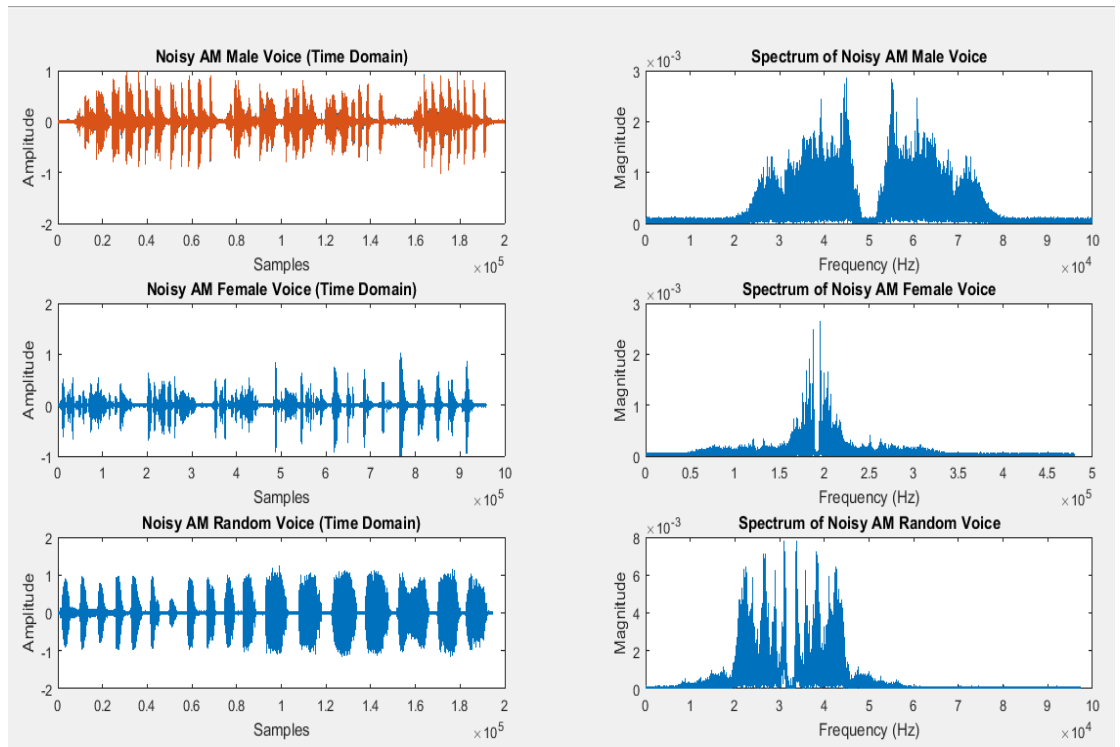 Noisy AM Male Voice (Time Domain)
1
0
-1
-2
Amplitude
0 0.2 0.4 0.6 0.8 1 1.2 1.4 1.6 1.8 2
Samples
×10^5
Spectrum of Noisy AM Male Voice
×10^-3
3
2
1
0
Magnitude
0 1 2 3 4 5 6 7 8 9 10
Frequency (Hz)
×10^4
Noisy AM Female Voice (Time Domain)
2
1
0
-1
Amplitude
0 1 2 3 4 5 6 7 8 9 10
Samples
×10^5
Spectrum of Noisy AM Female Voice
×10^-3
3
2
1
0
Magnitude
0 0.5 1 1.5 2 2.5 3 3.5 4 4.5 5
Frequency (Hz)
×10^5
Noisy AM Random Voice (Time Domain)
2
1
0
-1
-2
Amplitude
0 0.2 0.4 0.6 0.8 1 1.2 1.4 1.6 1.8 2
Samples
×10^5
Spectrum of Noisy AM Random Voice
×10^-3
8
6
4
2
0
Magnitude
0 1 2 3 4 5 6 7 8 9 10
Frequency (Hz)
×10^4